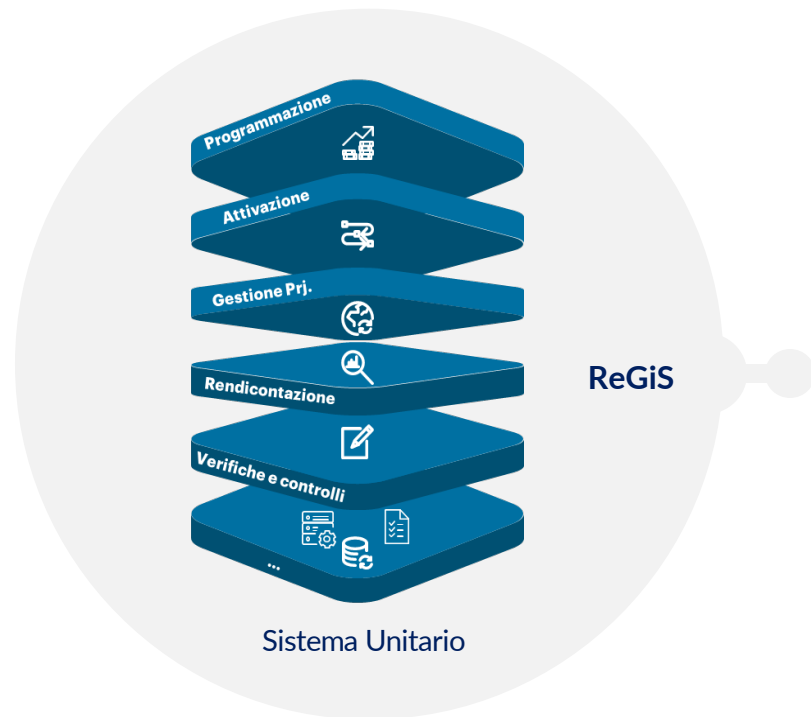 Programmazione
Attivazione
Gestione Prj.
Rendicontazione
ReGiS
Verifiche e controlli
...
Sistema Unitario